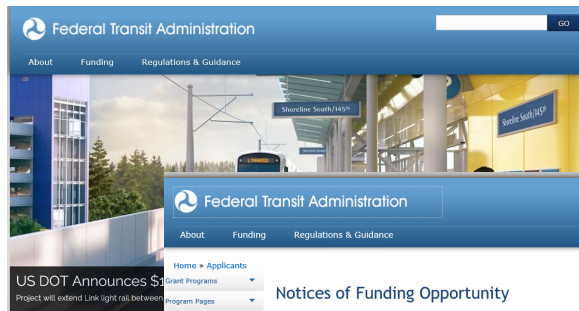 Federal Transit Administration
GO
About Funding Regulations & Guidance
Shoreline South/145th
Shoreline South/145th
LYNNWOOD
Federal Transit Administration
About Funding Regulations & Guidance
Home » Applicants
Grant Programs
Program Pages
Notices of Funding Opportunity
US DOT Announces $1
Project will extend Link light rail between